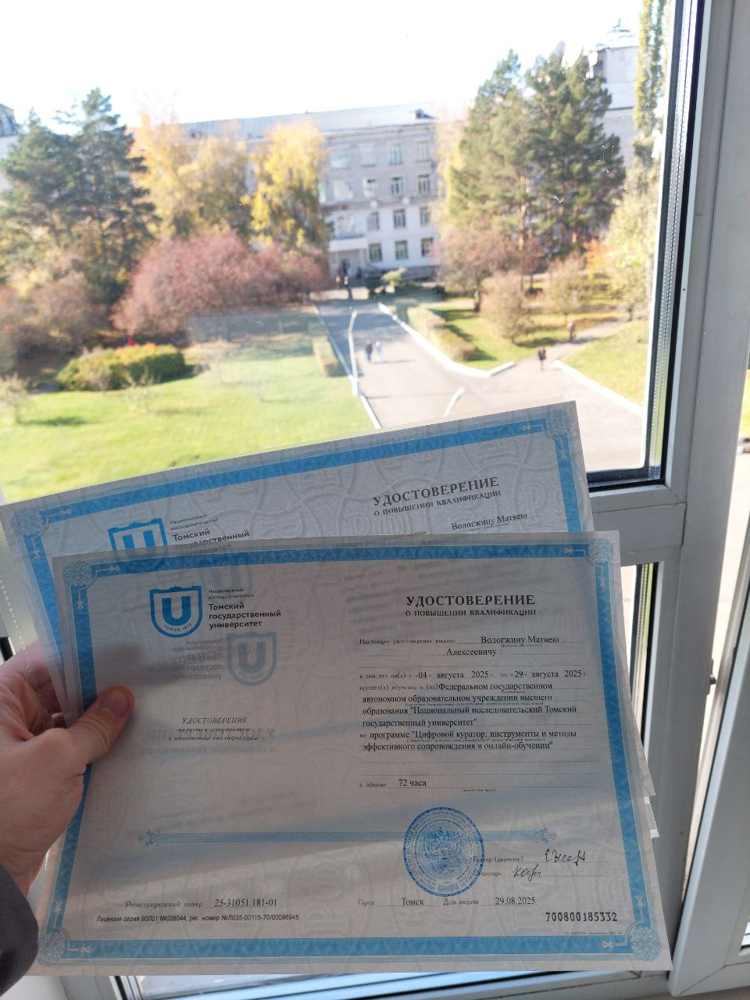 УДОСТОВЕРЕНИЕ
О ПОВЫШЕНИИ КВАЛИФИКАЦИИ
Национальный
исследовательский
Томский
государственный
Вологжину Матвею
Национальный
исследовательский
Томский
государственный
университет
ТОМСК 1878
УДОСТОВЕРЕНИЕ
является документом
о повышении квалификации
Регистрационный номер 25-31051.181-01
Лицензия серия 90Л01 №008044, рег. номер №Л035-00115-70/00096945
УДОСТОВЕРЕНИЕ
О ПОВЫШЕНИИ КВАЛИФИКАЦИИ
Настоящее удостоверение выдано Вологжину Матвею
(фамилия, имя, отчество)
Алексеевичу
в том, что он(а) с «04» августа 2025 г. по «29» августа 2025 г.
прошел(а) обучение в (на) Федеральном государственном
автономном образовательном учреждении высшего
образования "Национальный исследовательский Томский
государственный университет"
по программе "Цифровой куратор: инструменты и методы
эффективного сопровождения в онлайн-обучении"
в объеме 72 часа
(количество часов)
Ректор (директор)
Секретарь
Город Томск Дата выдачи 29.08.2025
700800185332